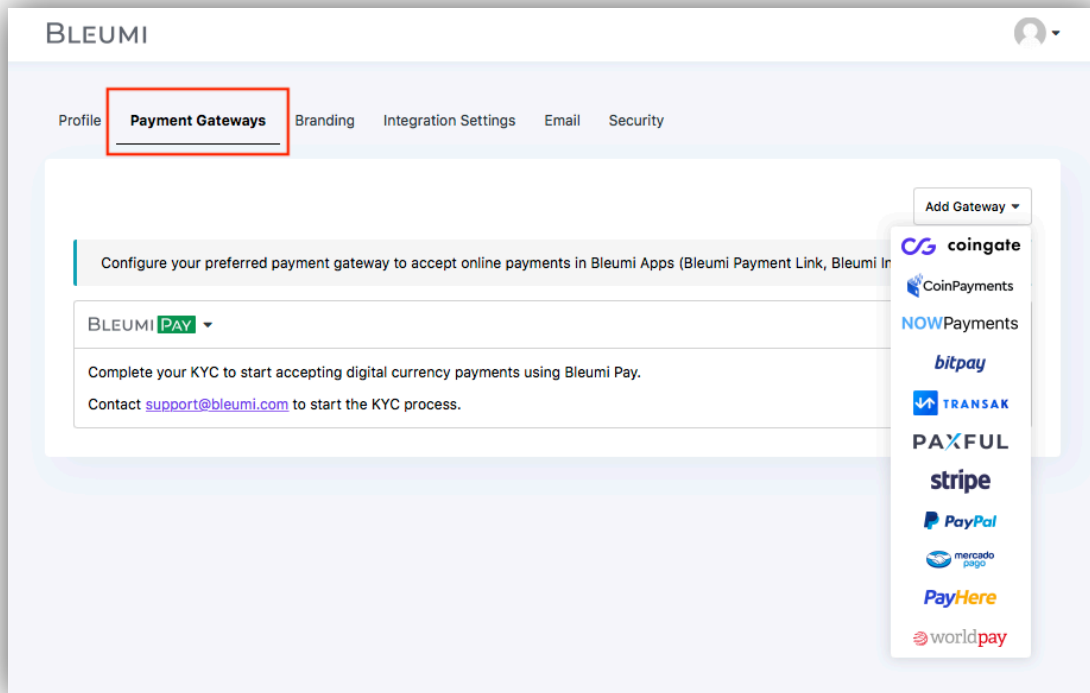 BLEUMI
Profile Payment Gateways Branding Integration Settings Email Security
Add Gateway
Configure your preferred payment gateway to accept online payments in Bleumi Apps (Bleumi Payment Link, Bleumi In
BLEUMI PAY
Complete your KYC to start accepting digital currency payments using Bleumi Pay.
Contact support@bleumi.com to start the KYC process.
coingate
CoinPayments
NOWPayments
bitpay
TRANSAK
PAXFUL
stripe
PayPal
mercado
pago
PayHere
worldpay